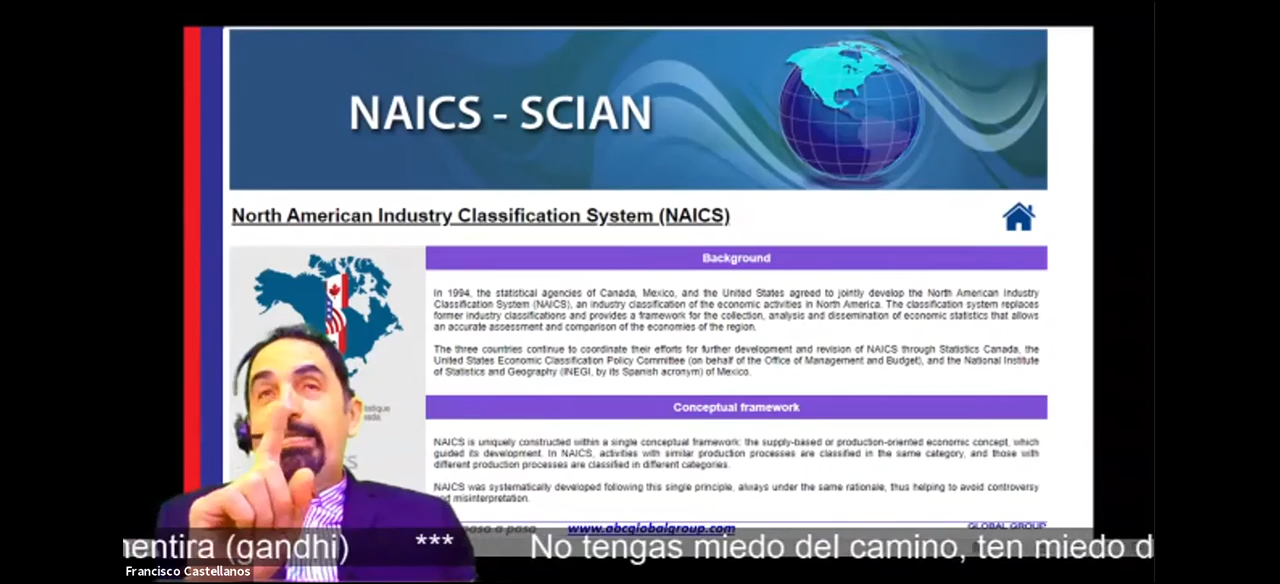 NAICS - SCIAN
North American Industry Classification System (NAICS)
Background
In 1994, the statistical agencies of Canada, Mexico, and the United States agreed to jointly develop the North American Industry
Classification System (NAICS), an industry classification of the economic activities in North America. The classification system replaces
former industry classifications and provides a framework for the collection, analysis and dissemination of economic statistics that allows
an accurate assessment and comparison of the economies of the region.
The three countries continue to coordinate their efforts for further development and revision of NAICS through Statistics Canada, the
United States Economic Classification Policy Committee (on behalf of the Office of Management and Budget), and the National Institute
of Statistics and Geography (INEGI, by its Spanish acronym) of Mexico.
Conceptual framework
NAICS is uniquely constructed within a single conceptual framework: the supply-based or production-oriented economic concept, which
guided its development. In NAICS, activities with similar production processes are classified in the same category, and those with
different production processes are classified in different categories.
NAICS was systematically developed following this single principle, always under the same rationale, thus helping to avoid controversy
misinterpretation.
paso a paso www.abcglobalgroup.com GLOBAL GROUP
entira (gandhi) *** No tengas miedo del camino, ten miedo d
Francisco Castellanos